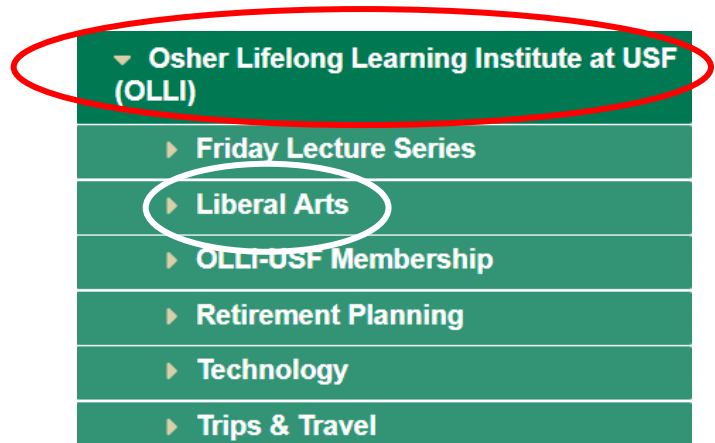 Osher Lifelong Learning Institute at USF
(OLLI)
Friday Lecture Series
Liberal Arts
OLLI-USF Membership
Retirement Planning
Technology
Trips & Travel